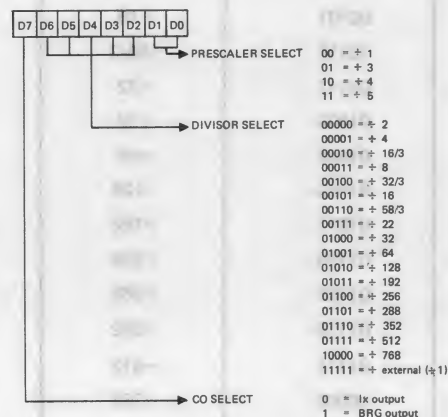 D7 D6 D5 D4 D3 D2 D1 D0
PRESCALER SELECT
00 = ÷ 1
01 = ÷ 3
10 = ÷ 4
11 = ÷ 5
DIVISOR SELECT
00000 = ÷ 2
00001 = ÷ 4
00010 = ÷ 16/3
00011 = ÷ 8
00100 = ÷ 32/3
00101 = ÷ 16
00110 = ÷ 58/3
00111 = ÷ 22
01000 = ÷ 32
01001 = ÷ 64
01010 = ÷ 128
01011 = ÷ 192
01100 = ÷ 256
01101 = ÷ 288
01110 = ÷ 352
01111 = ÷ 512
10000 = ÷ 768
11111 = ÷ external (÷1)
CO SELECT
0 = Ix output
1 = BRG output